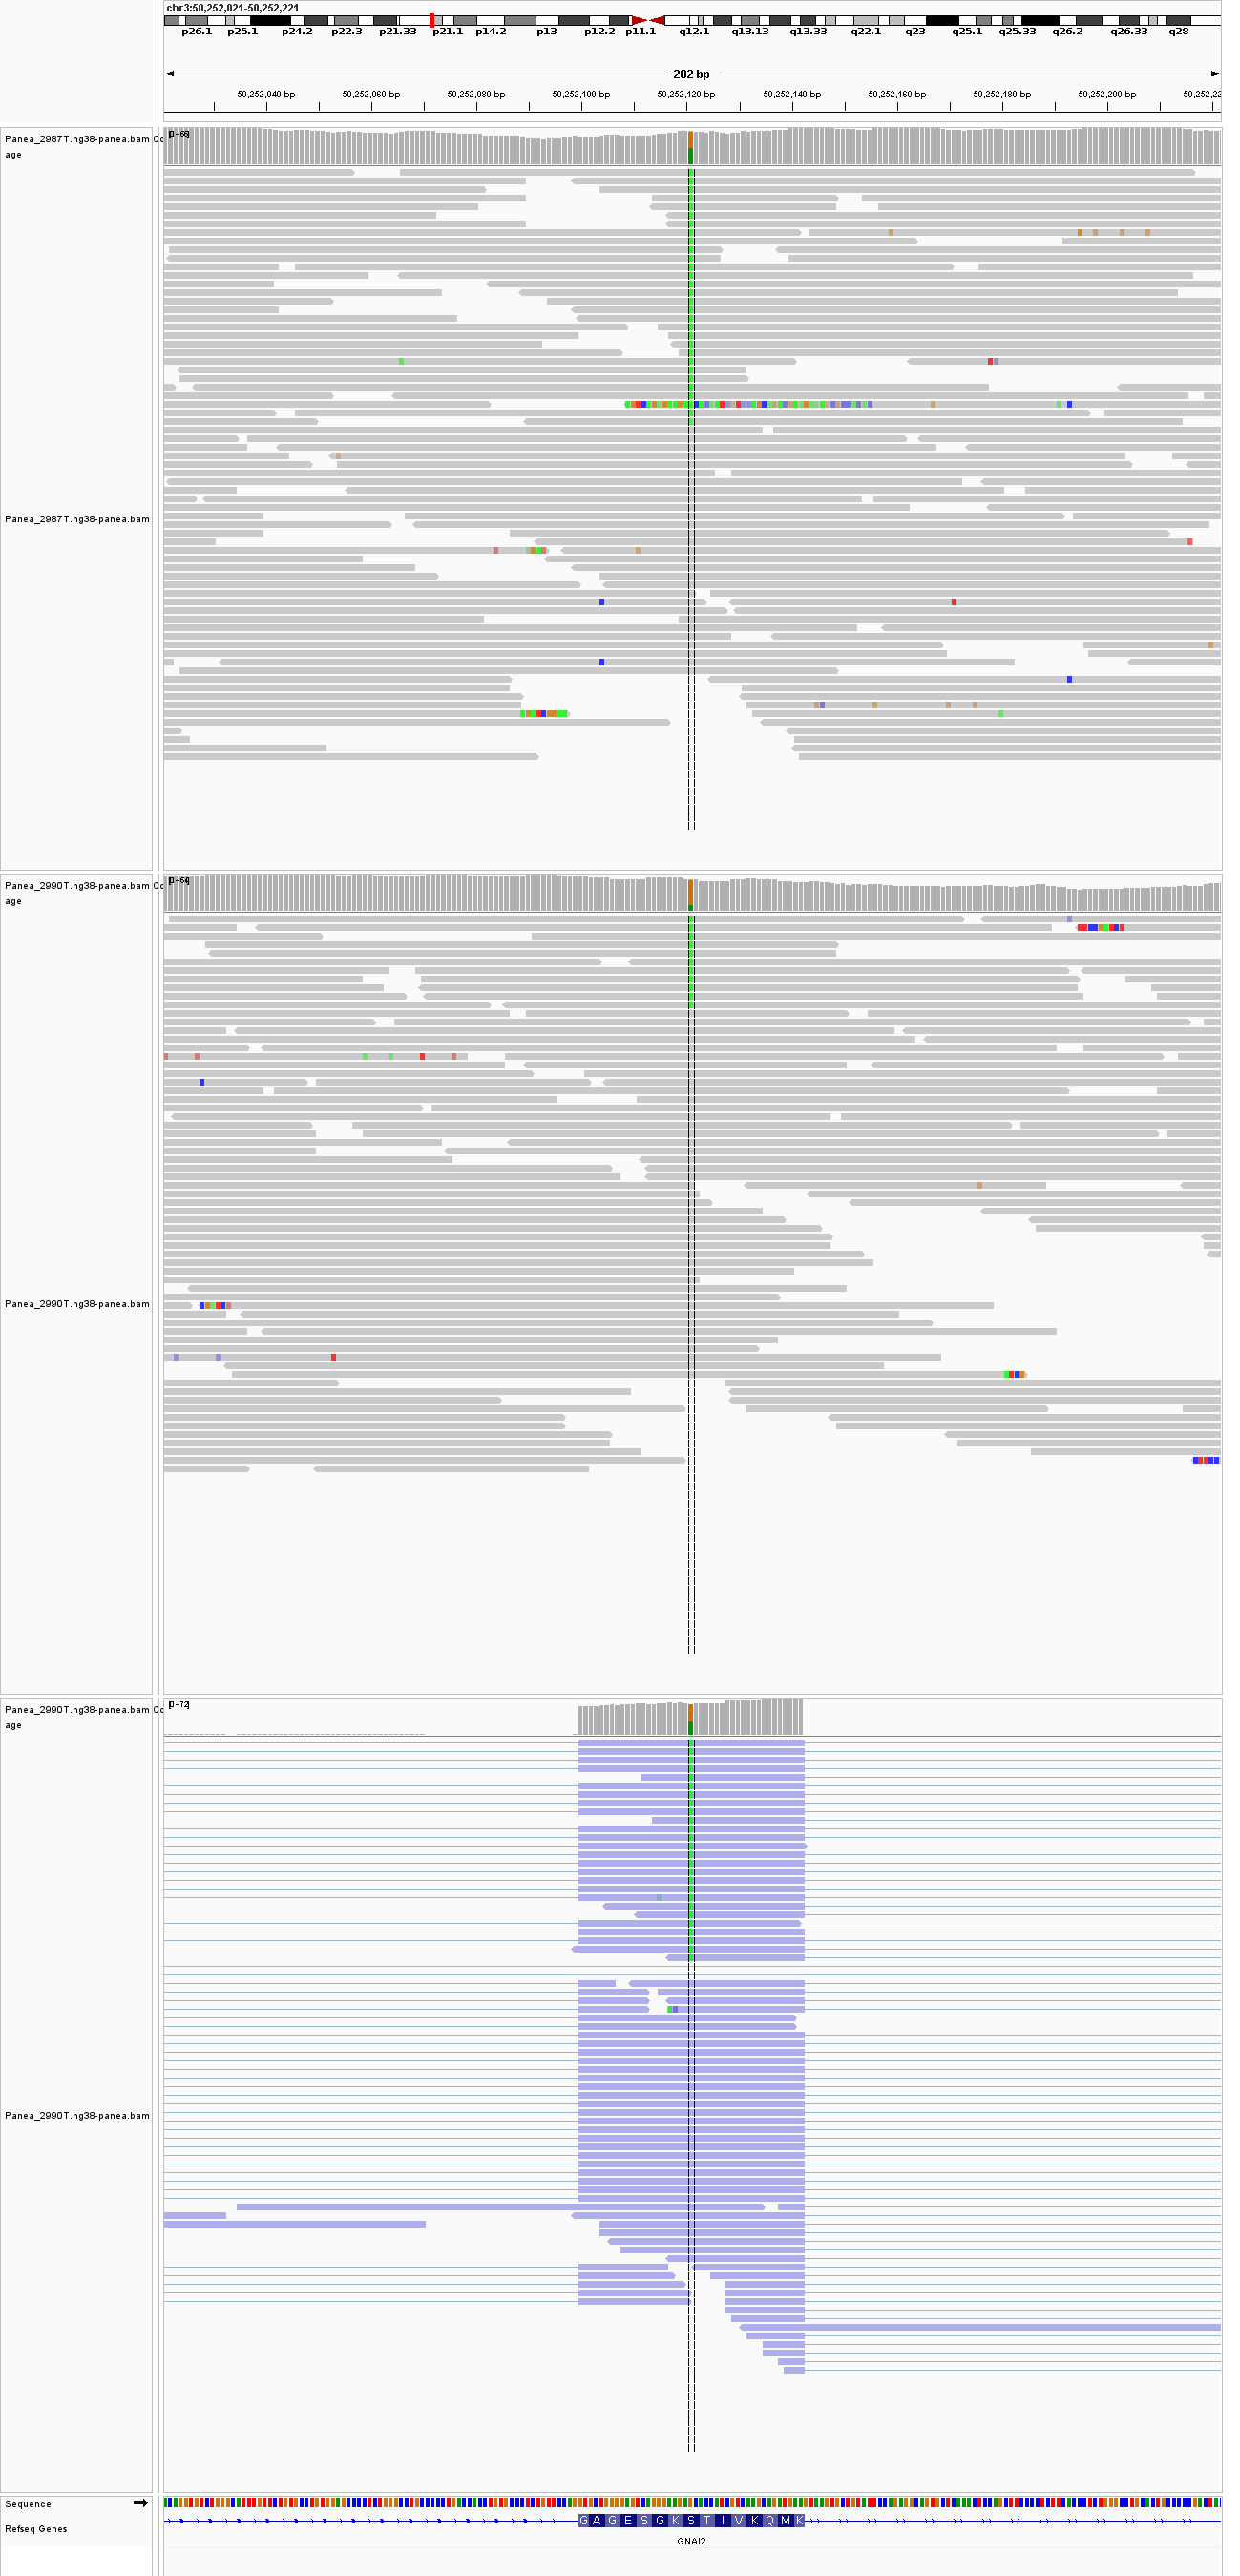 chr3:50,252,021-50,252,221
p26.1 p25.1 p24.2 p22.3 p21.33 p21.1 p14.2 p13 p12.2 p11.1 q12.1 q13.13 q13.33 q22.1 q23 q25.1 q25.33 q26.2 q26.33 q28
202 bp
50,252,040 bp 50,252,060 bp 50,252,080 bp 50,252,100 bp 50,252,120 bp 50,252,140 bp 50,252,160 bp 50,252,180 bp 50,252,200 bp 50,252,22
Panea_2987T.hg38-panea.bam Co
age
[0-66]
Panea_2987T.hg38-panea.bam
Panea_2990T.hg38-panea.bam Co
age
[0-64]
Panea_2990T.hg38-panea.bam
Panea_2990T.hg38-panea.bam Co
age
[0-72]
Panea_2990T.hg38-panea.bam
Sequence
Refseq Genes
G A G E S G K S T I V K Q M K
GNAI2